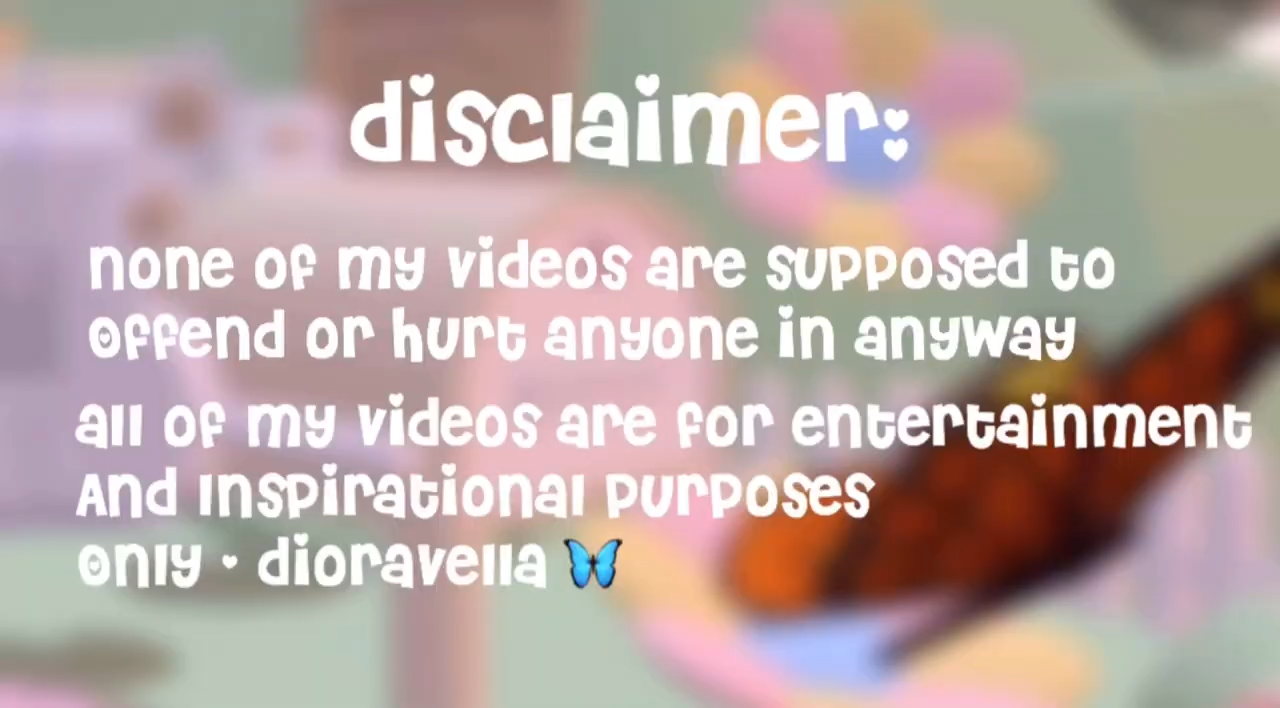 disclaimer:
none of my videos are supposed to
offend or hurt anyone in anyway
all of my videos are for entertainment
And Inspirational purposes
only • dioravella 🦋